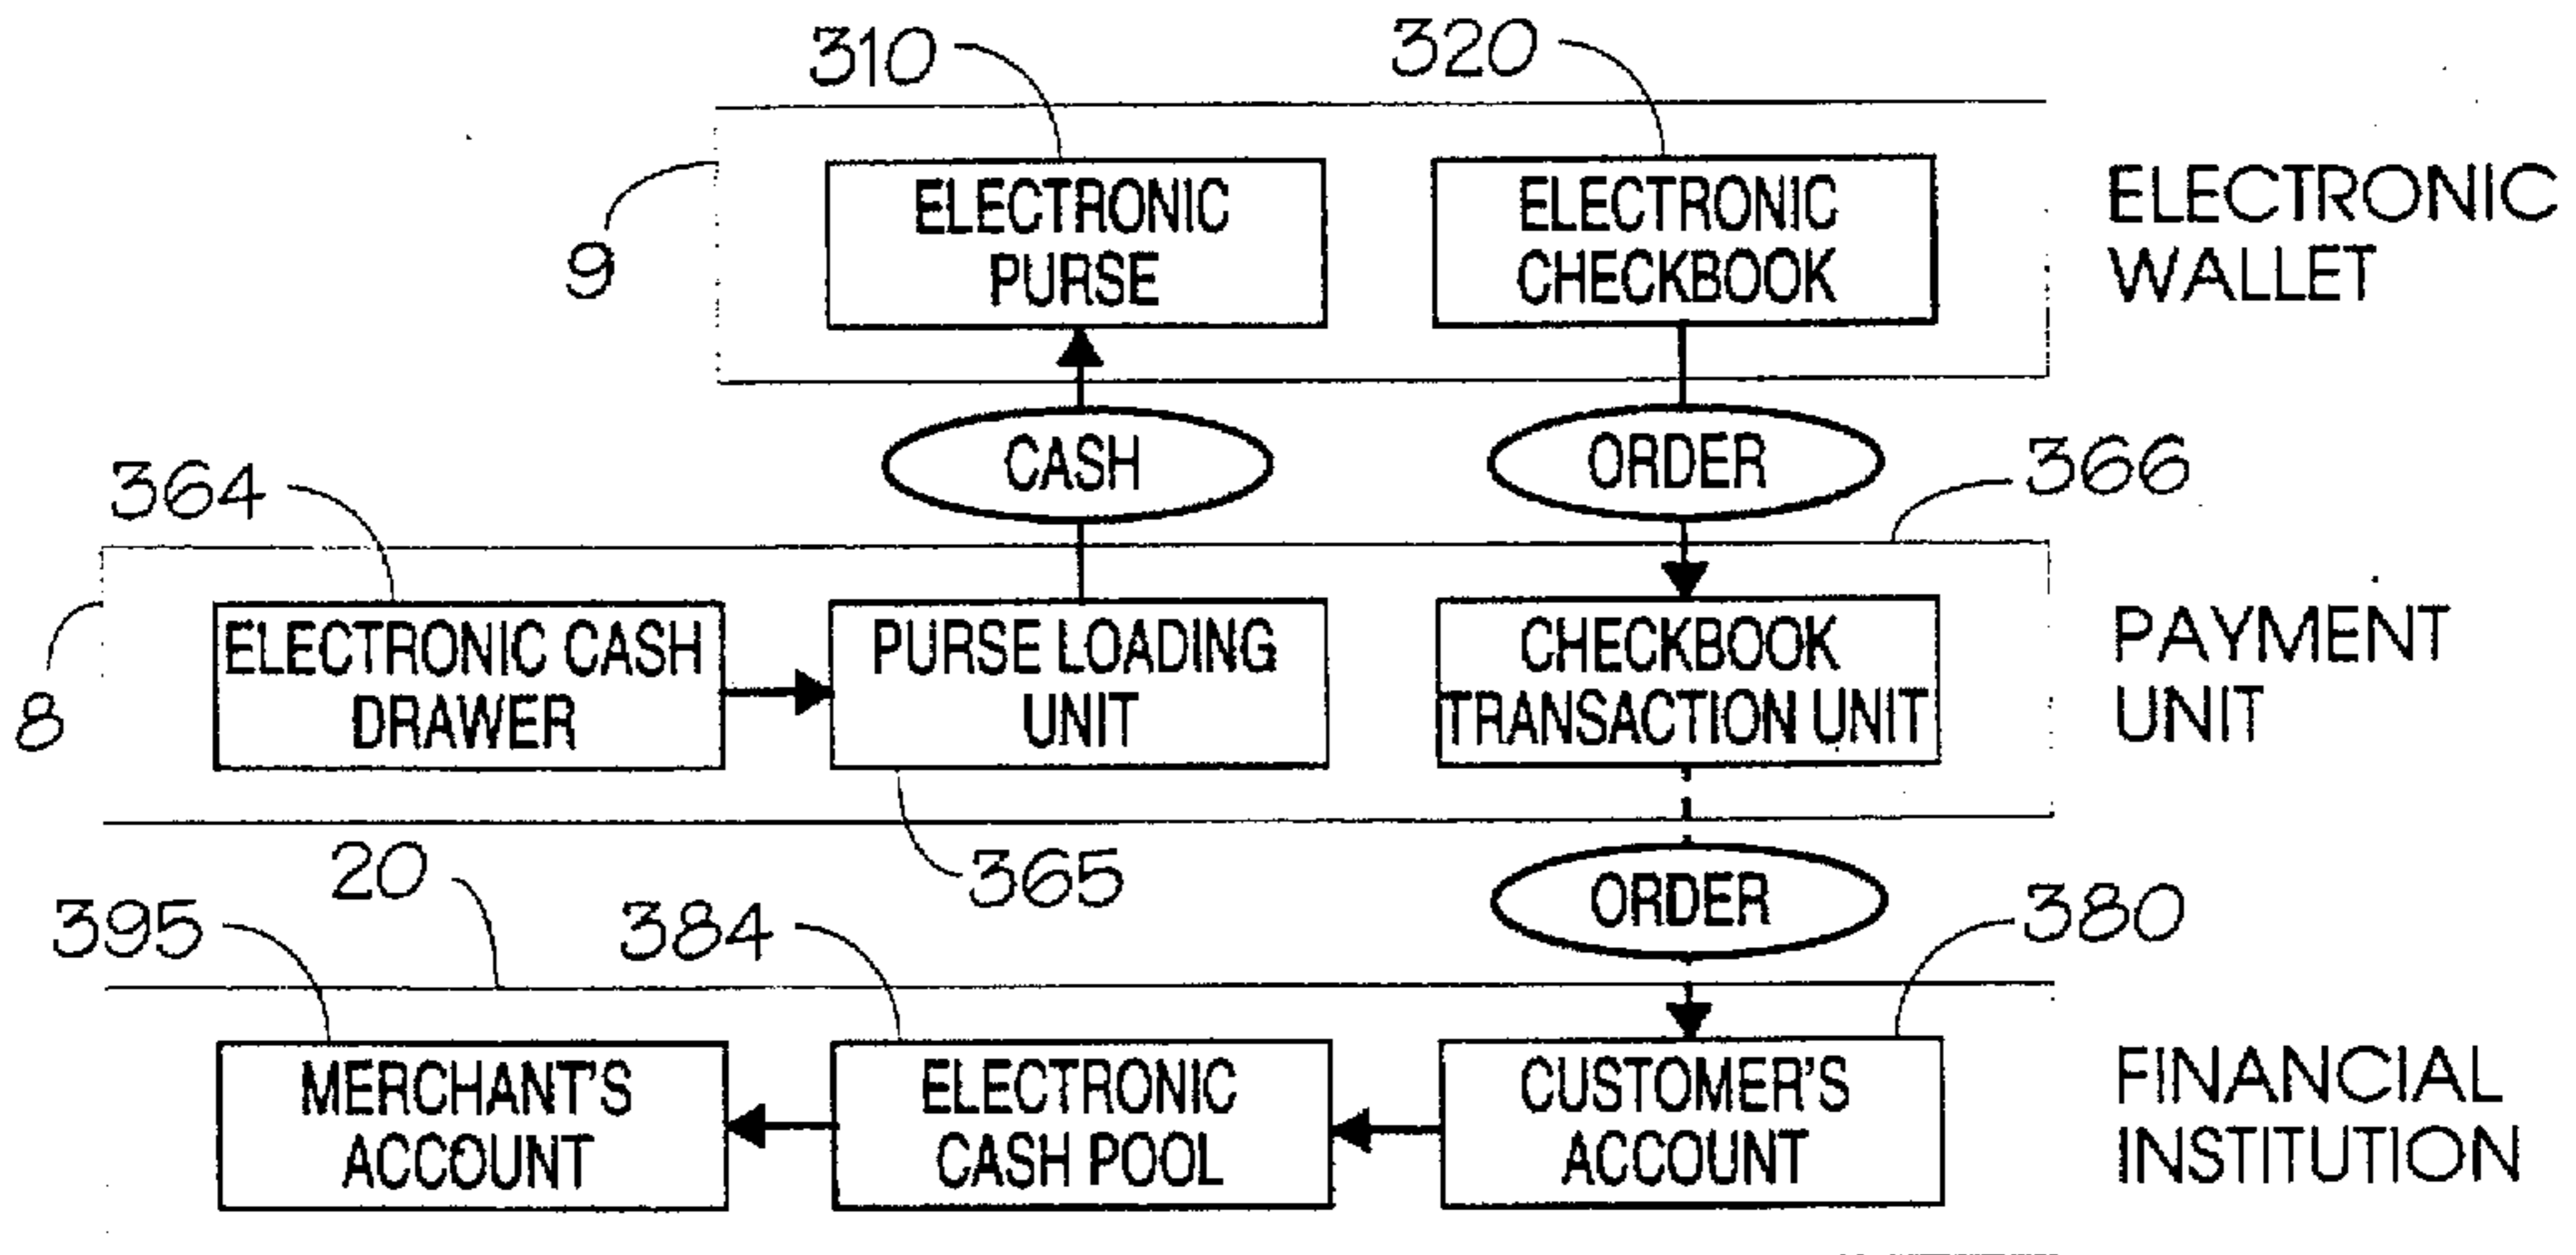 310
320
9
ELECTRONIC
PURSE
ELECTRONIC
CHECKBOOK
ELECTRONIC
WALLET
CASH
ORDER
364
366
8
ELECTRONIC CASH
DRAWER
PURSE LOADING
UNIT
CHECKBOOK
TRANSACTION UNIT
PAYMENT
UNIT
365
20
395
384
ORDER
380
MERCHANT'S
ACCOUNT
ELECTRONIC
CASH POOL
CUSTOMER'S
ACCOUNT
FINANCIAL
INSTITUTION